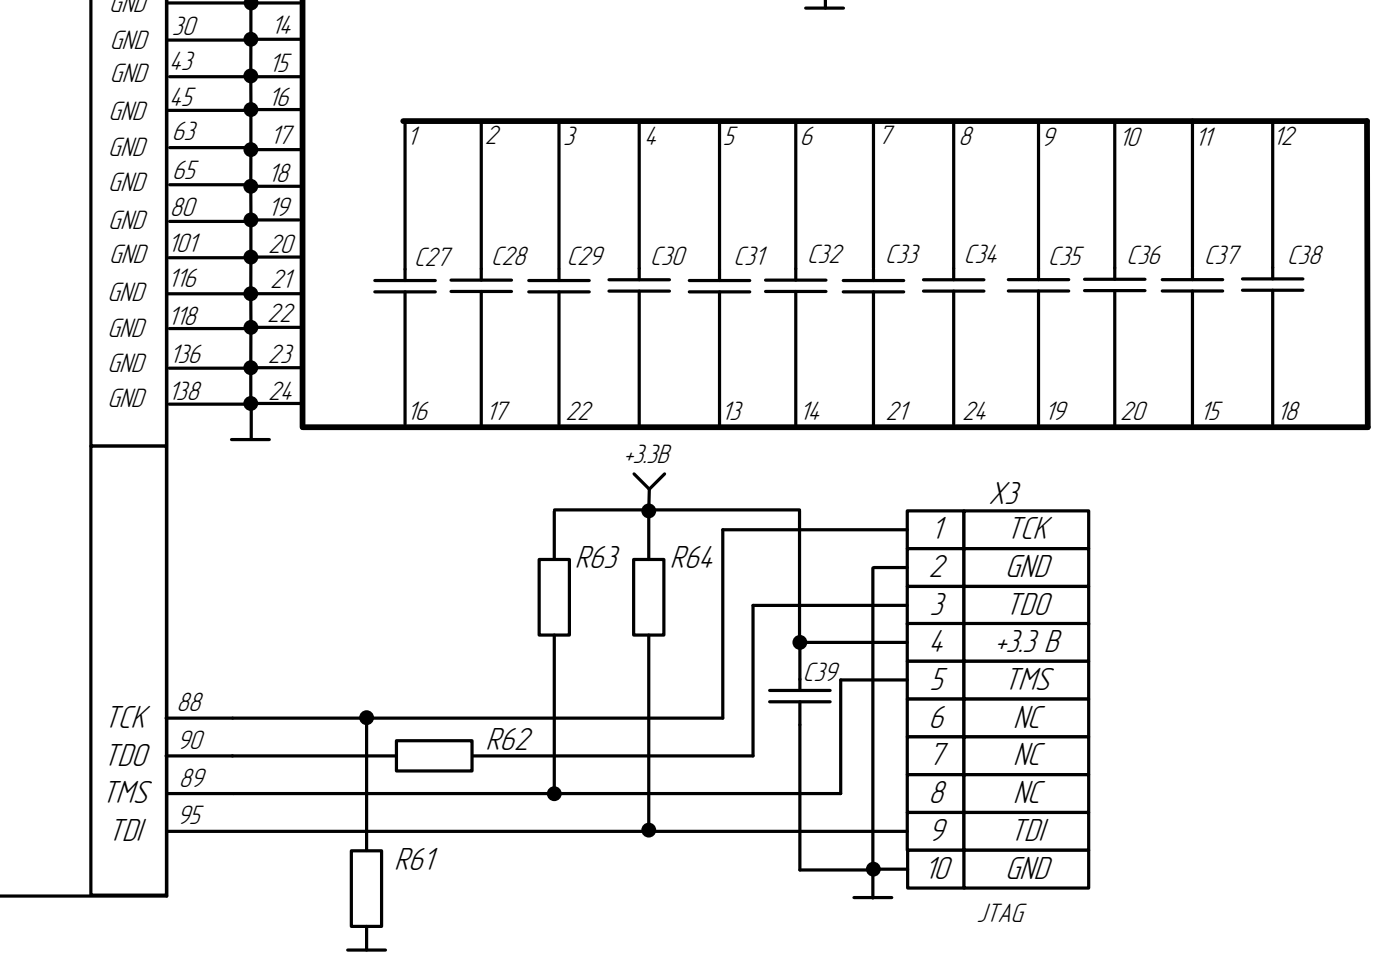 GND
GND 30 14
GND 43 15
GND 45 16
GND 63 17
GND 65 18
GND 80 19
GND 101 20
GND 116 21
GND 118 22
GND 136 23
GND 138 24
1 2 3 4 5 6 7 8 9 10 11 12
C27 C28 C29 C30 C31 C32 C33 C34 C35 C36 C37 C38
16 17 22 13 14 21 24 19 20 15 18
+3.3В
R63 R64
X3
1 TCK
2 GND
3 TDO
4 +3.3 В
5 TMS
6 NC
7 NC
8 NC
9 TDI
10 GND
JTAG
C39
TCK 88
TDO 90 R62
TMS 89
TDI 95
R61